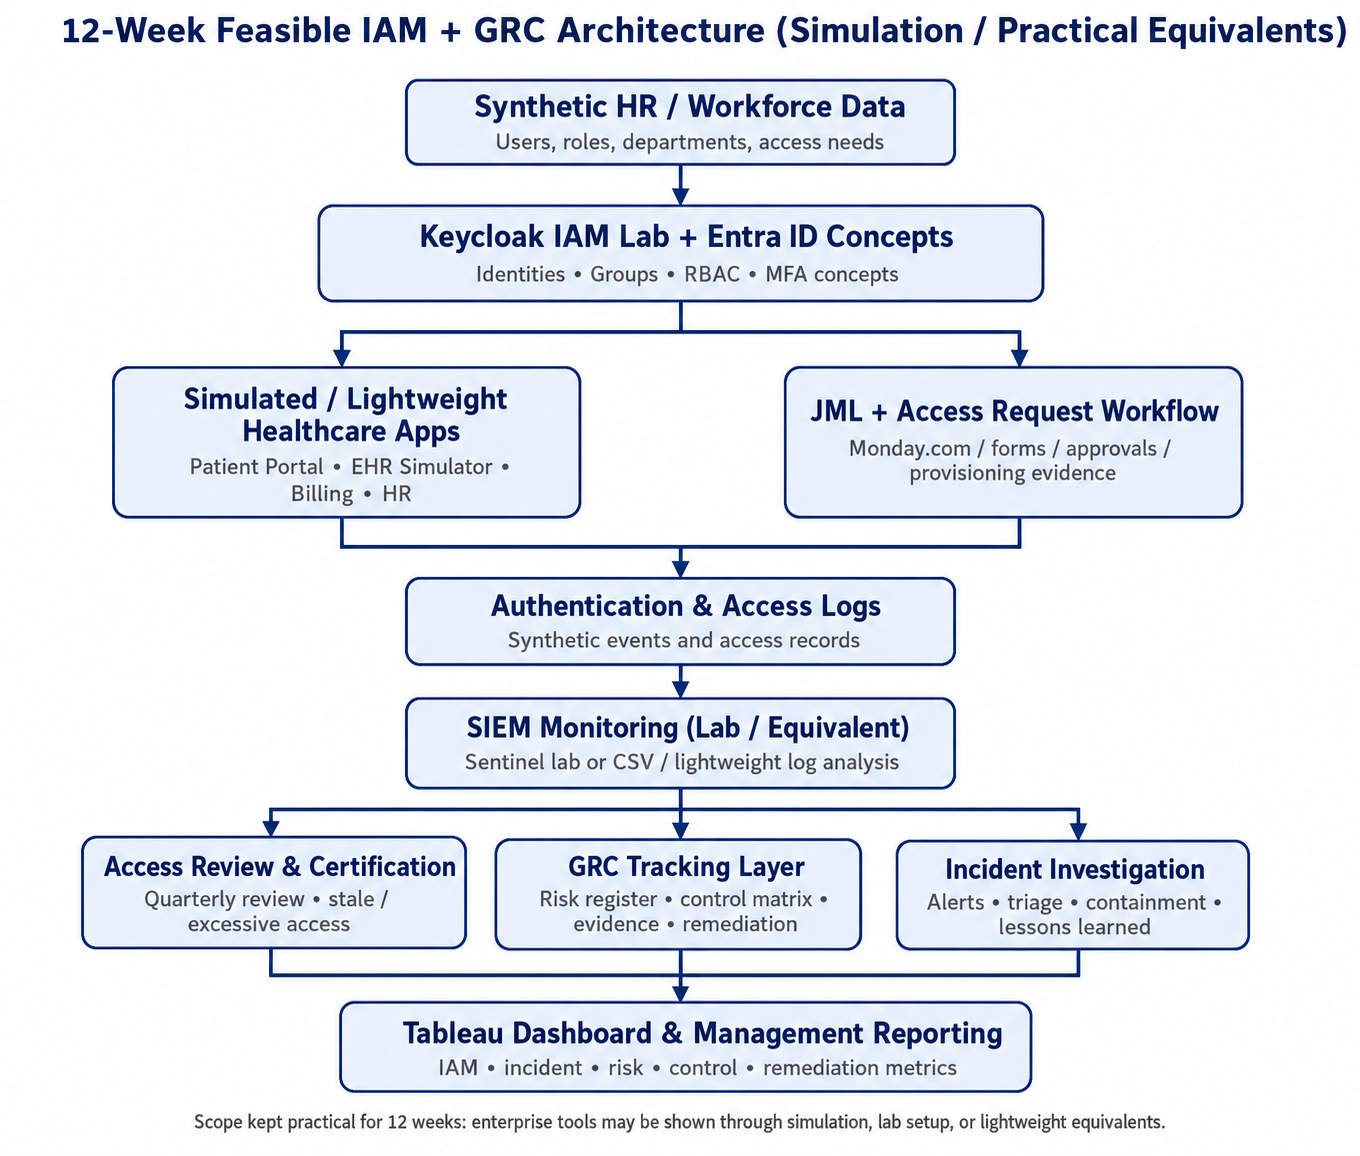 12-Week Feasible IAM + GRC Architecture (Simulation / Practical Equivalents)
Synthetic HR / Workforce Data
Users, roles, departments, access needs
Keycloak IAM Lab + Entra ID Concepts
Identities • Groups • RBAC • MFA concepts
Simulated / Lightweight
Healthcare Apps
Patient Portal • EHR Simulator •
Billing • HR
JML + Access Request Workflow
Monday.com / forms / approvals /
provisioning evidence
Authentication & Access Logs
Synthetic events and access records
SIEM Monitoring (Lab / Equivalent)
Sentinel lab or CSV / lightweight log analysis
Access Review & Certification
Quarterly review • stale /
excessive access
GRC Tracking Layer
Risk register • control matrix •
evidence • remediation
Incident Investigation
Alerts • triage • containment •
lessons learned
Tableau Dashboard & Management Reporting
IAM • incident • risk • control • remediation metrics
Scope kept practical for 12 weeks: enterprise tools may be shown through simulation, lab setup, or lightweight equivalents.